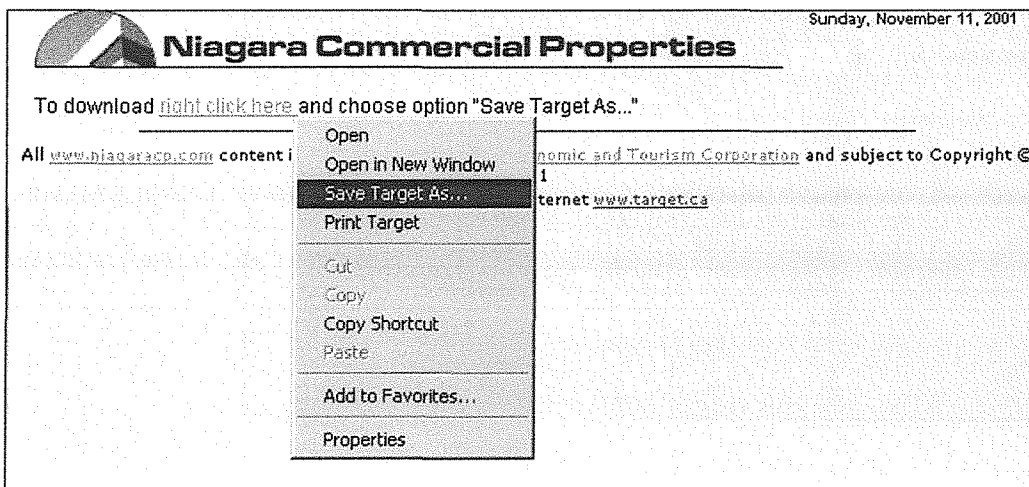 Sunday, November 11, 2001
Niagara Commercial Properties
To download right click here and choose option "Save Target As..."
All www.niagaracp.com content i nomic and Tourism Corporation and subject to Copyright ©
1
ternet www.target.ca
Open
Open in New Window
Save Target As...
Print Target
Cut
Copy
Copy Shortcut
Paste
Add to Favorites...
Properties